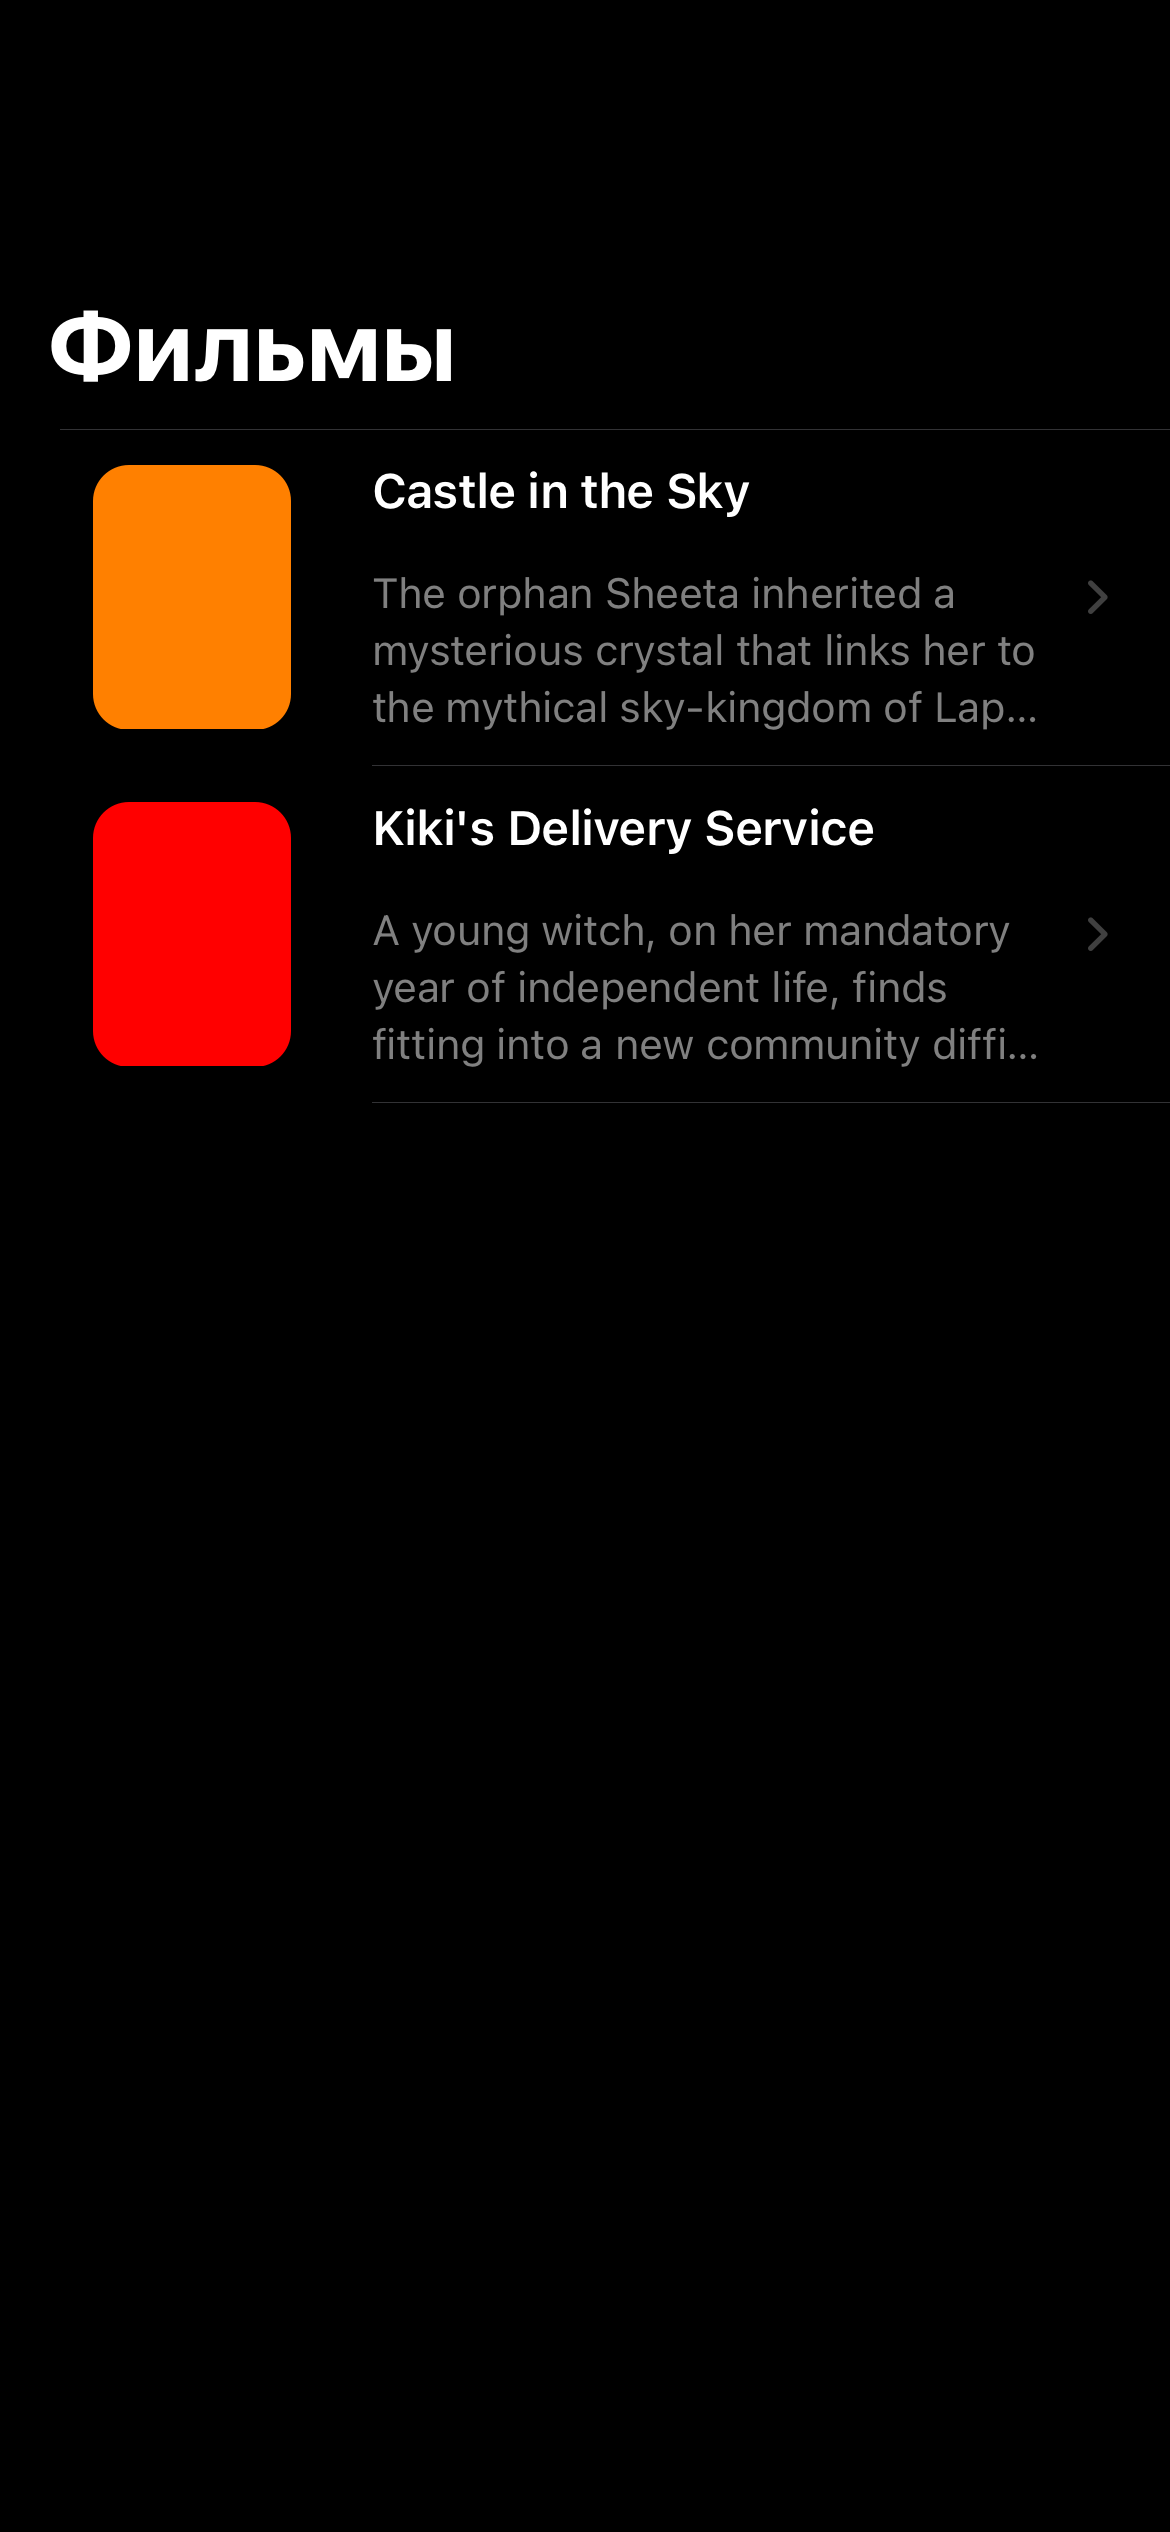 Фильмы
Castle in the Sky
The orphan Sheeta inherited a
mysterious crystal that links her to
the mythical sky-kingdom of Lap...
Kiki's Delivery Service
A young witch, on her mandatory
year of independent life, finds
fitting into a new community diffi...